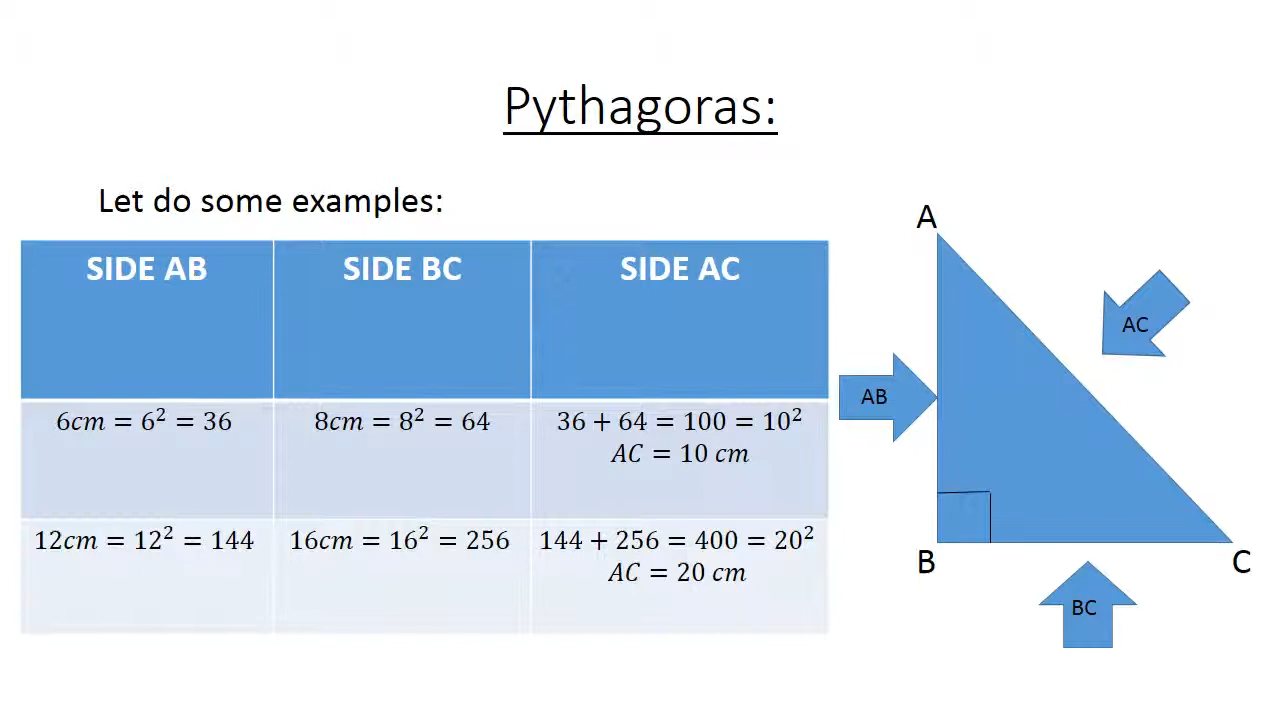 Pythagoras:
Let do some examples:
SIDE AB SIDE BC SIDE AC
6cm = 6² = 36 8cm = 8² = 64 36 + 64 = 100 = 10²
AC = 10 cm
12cm = 12² = 144 16cm = 16² = 256 144 + 256 = 400 = 20²
AC = 20 cm
A
AC
AB
B C
BC